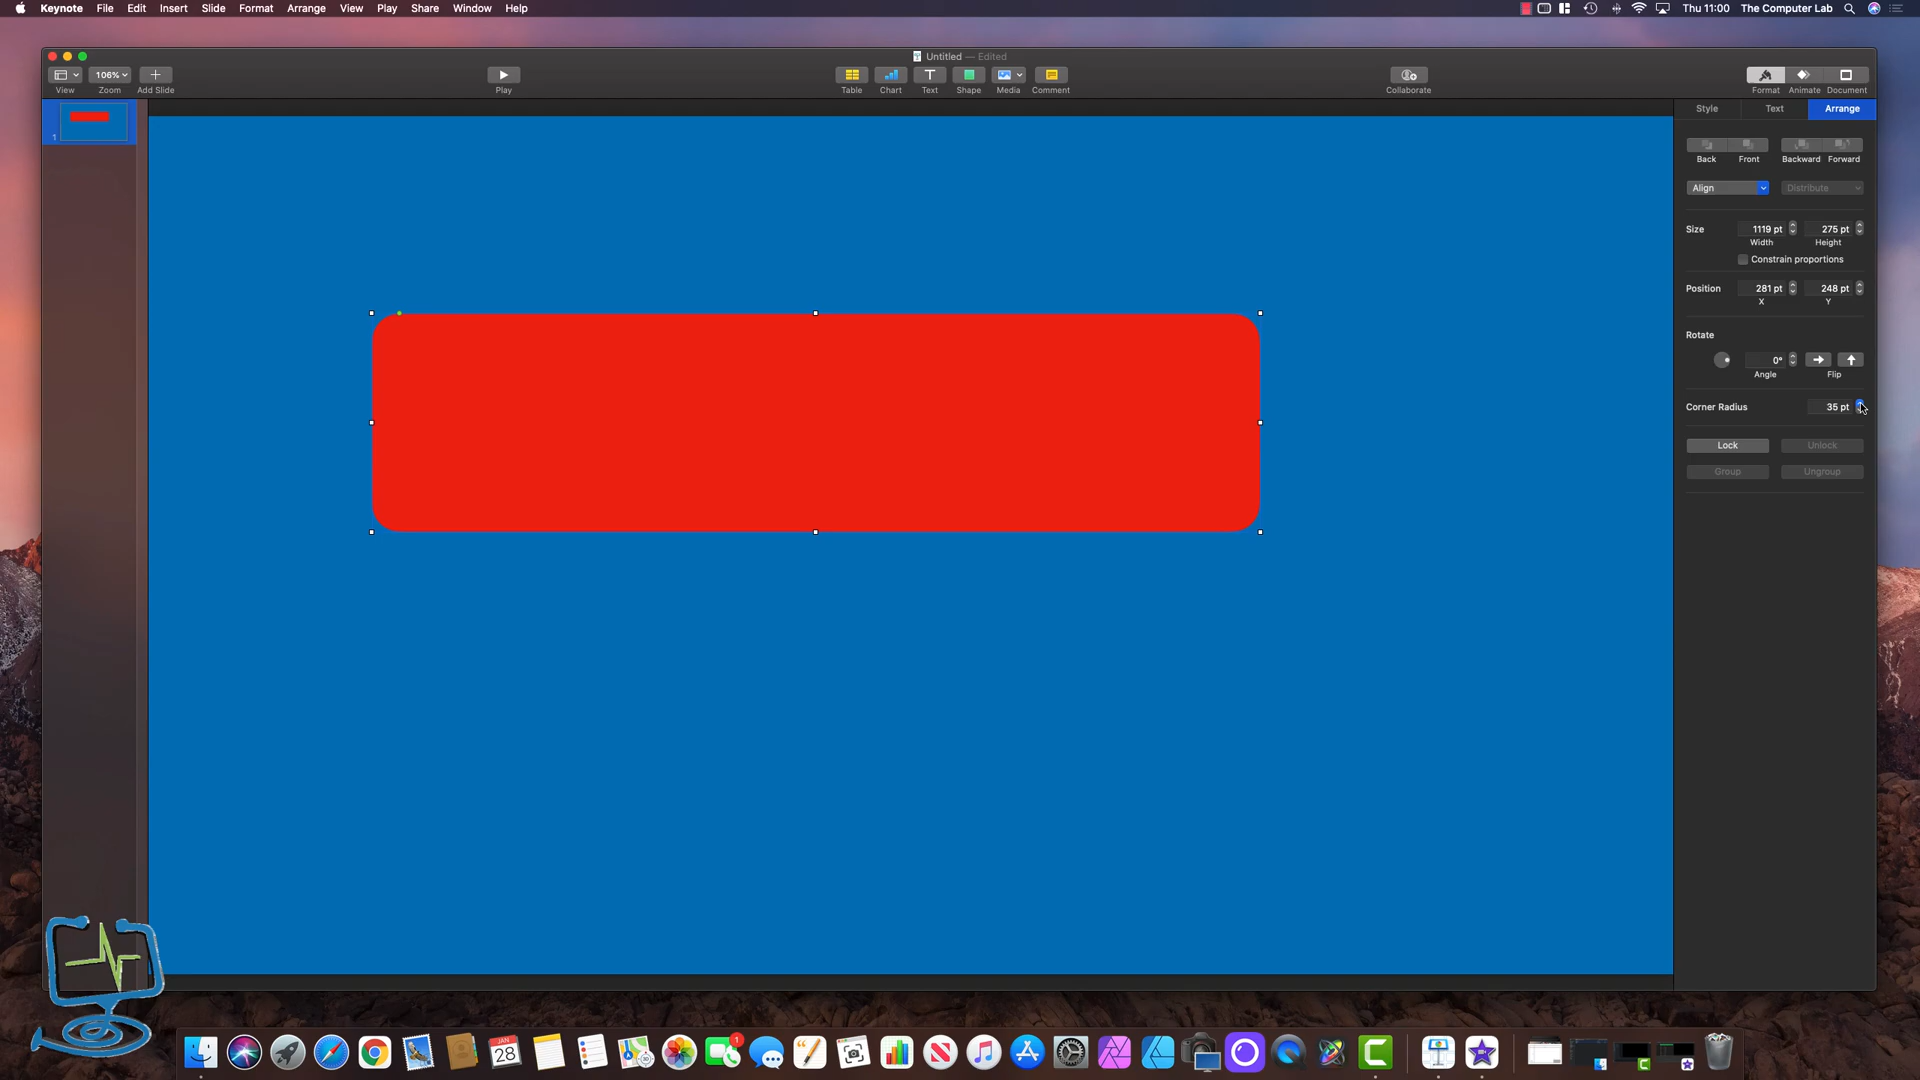 Keynote File Edit Insert Slide Format Arrange View Play Share Window Help
Thu 11:00 The Computer Lab
Untitled — Edited
106%
View Zoom Add Slide
Play
Table Chart Text Shape Media Comment
Collaborate
Format Animate Document
Style Text Arrange
1
Back Front Backward Forward
Align Distribute
Size 1119 pt 275 pt
Width Height
Constrain proportions
Position 281 pt 248 pt
X Y
Rotate
0°
Angle Flip
Corner Radius 35 pt
Lock Unlock
Group Ungroup
JAN
28
1